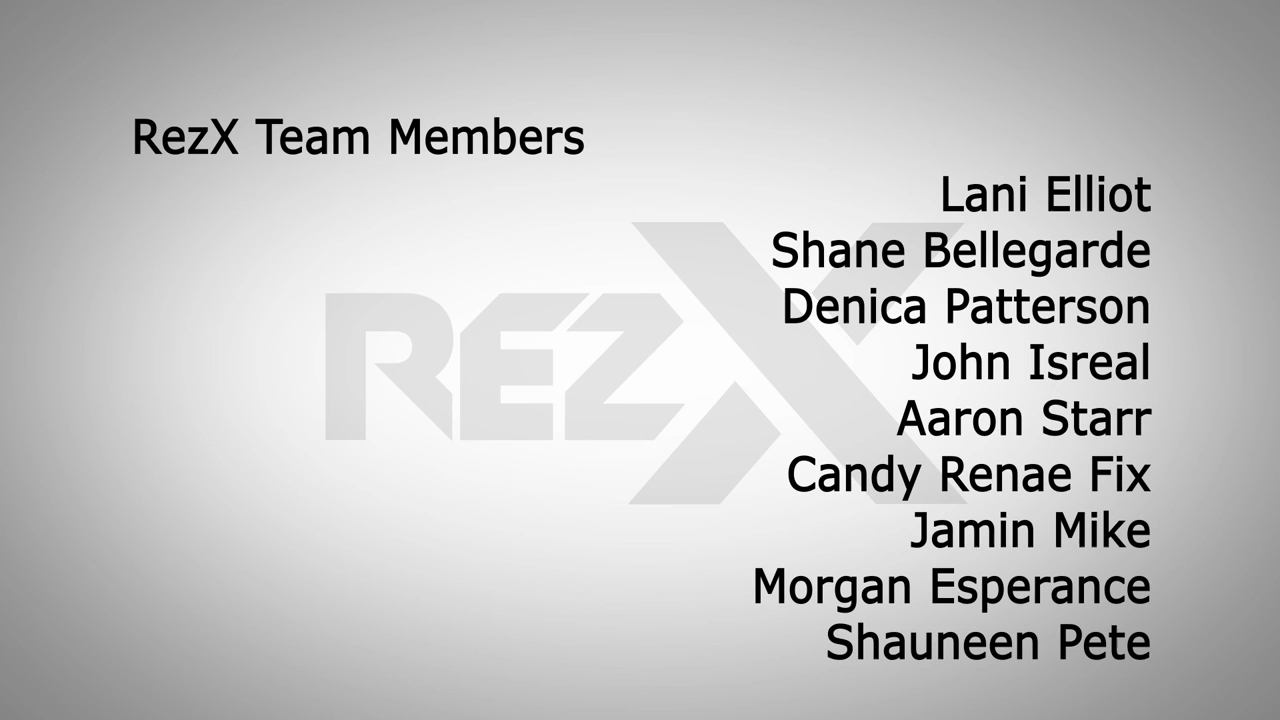 RezX Team Members
Lani Elliot
Shane Bellegarde
Denica Patterson
REZX
John Isreal
Aaron Starr
Candy Renae Fix
Jamin Mike
Morgan Esperance
Shauneen Pete